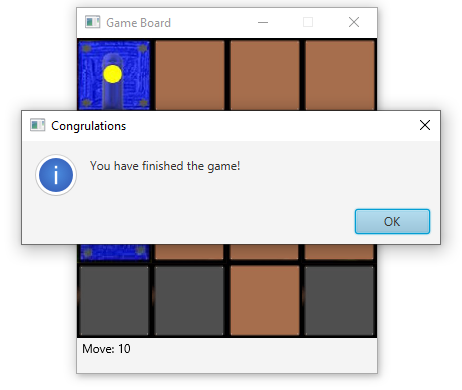 Game Board
Congrulations
You have finished the game!
OK
Move: 10